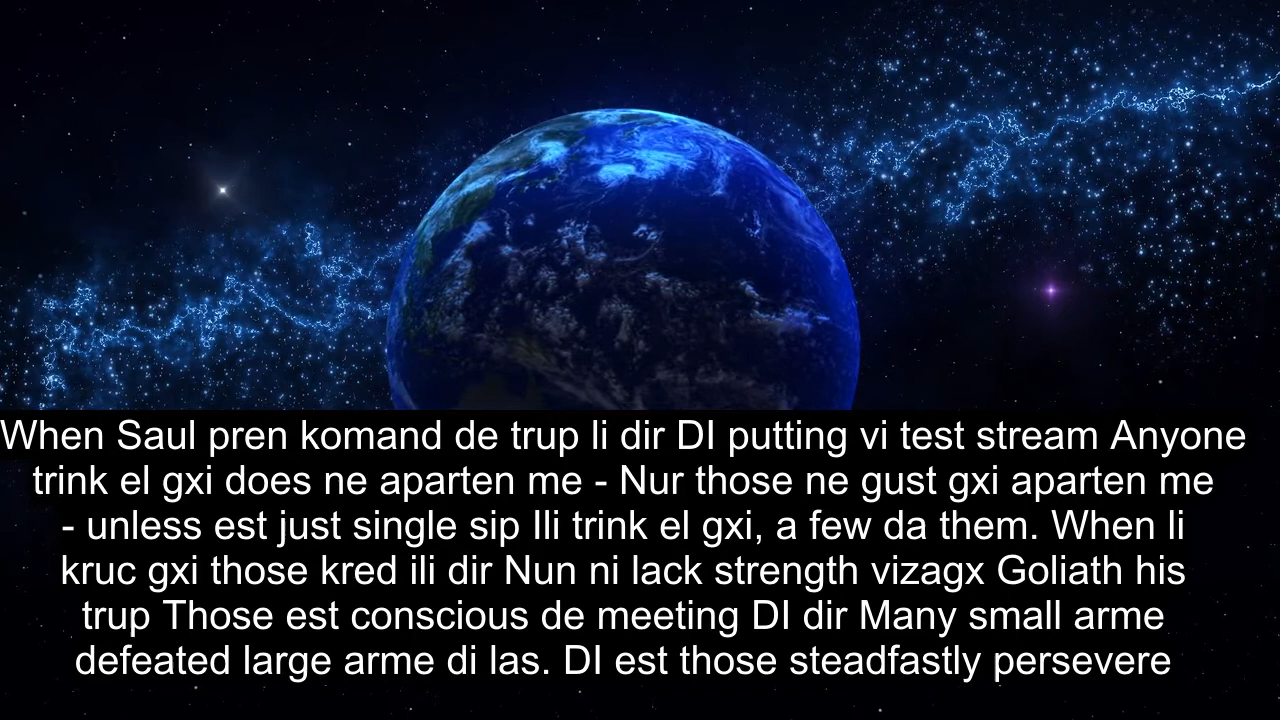 When Saul pren komand de trup li dir DI putting vi test stream Anyone
trink el gxi does ne aparten me - Nur those ne gust gxi aparten me
- unless est just single sip Ili trink el gxi, a few da them. When li
kruc gxi those kred ili dir Nun ni lack strength vizagx Goliath his
trup Those est conscious de meeting DI dir Many small arme
defeated large arme di las. DI est those steadfastly persevere